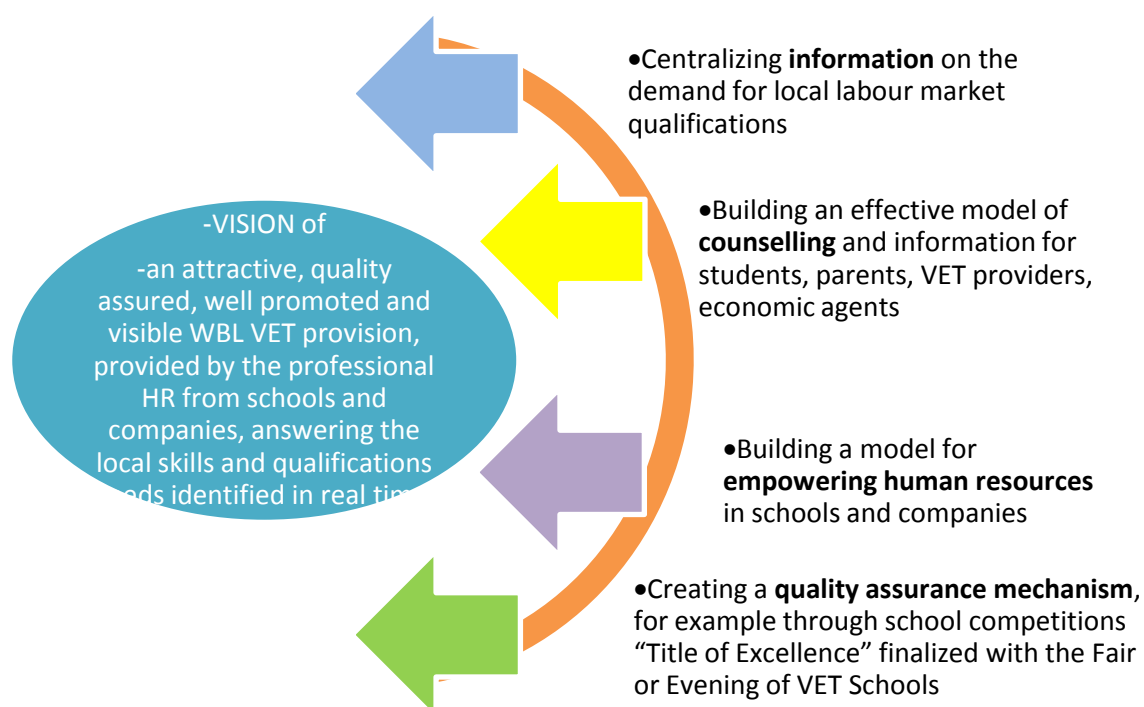 -VISION of
-an attractive, quality
assured, well promoted and
visible WBL VET provision,
provided by the professional
HR from schools and
companies, answering the
local skills and qualifications
identified in real
•Centralizing information on the
demand for local labour market
qualifications
•Building an effective model of
counselling and information for
students, parents, VET providers,
economic agents
•Building a model for
empowering human resources
in schools and companies
•Creating a quality assurance mechanism,
for example through school competitions
“Title of Excellence” finalized with the Fair
or Evening of VET Schools